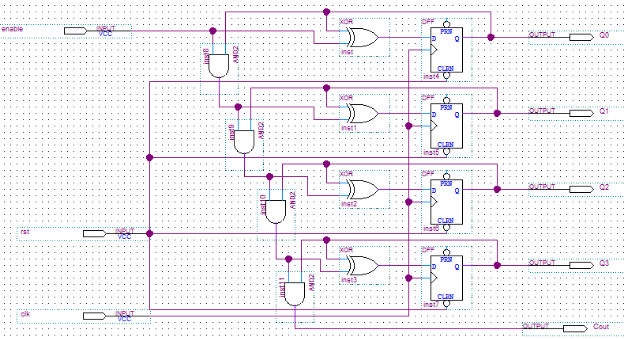 XOR DFF
enable INPUT VCC PRN D Q OUTPUT Q0
inst8 AND2 inst CLRN inst4
XOR DFF
PRN D Q OUTPUT Q1
inst9 AND2 inst1 CLRN inst5
XOR DFF
PRN D Q OUTPUT Q2
inst10 AND2 inst2 CLRN inst6
rst INPUT VCC
XOR DFF
PRN D Q OUTPUT Q3
inst11 AND2 inst3 CLRN inst7
clk INPUT VCC
OUTPUT Cout